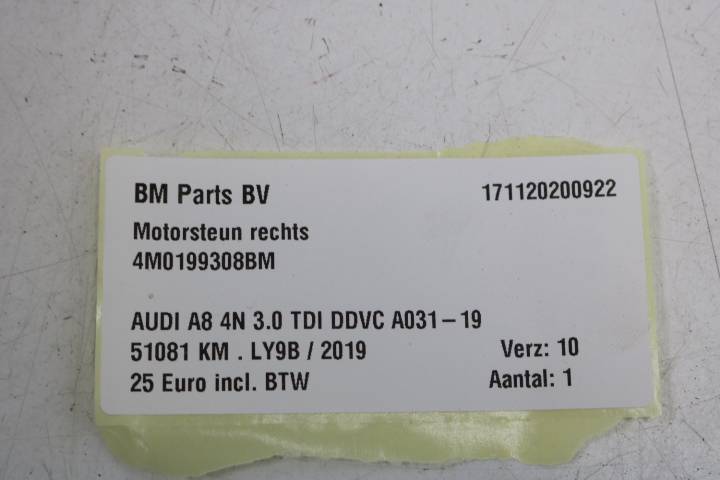 BM Parts BV 171120200922
Motorsteun rechts
4M0199308BM
AUDI A8 4N 3.0 TDI DDVC A031-19
51081 KM . LY9B / 2019 Verz: 10
25 Euro incl. BTW Aantal: 1